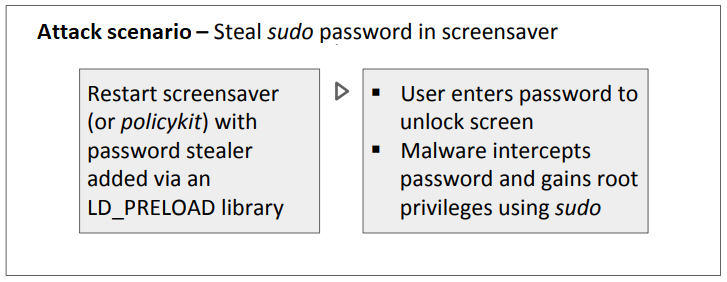 Attack scenario – Steal sudo password in screensaver
Restart screensaver
(or policykit) with
password stealer
added via an
LD_PRELOAD library
▪ User enters password to
unlock screen
▪ Malware intercepts
password and gains root
privileges using sudo